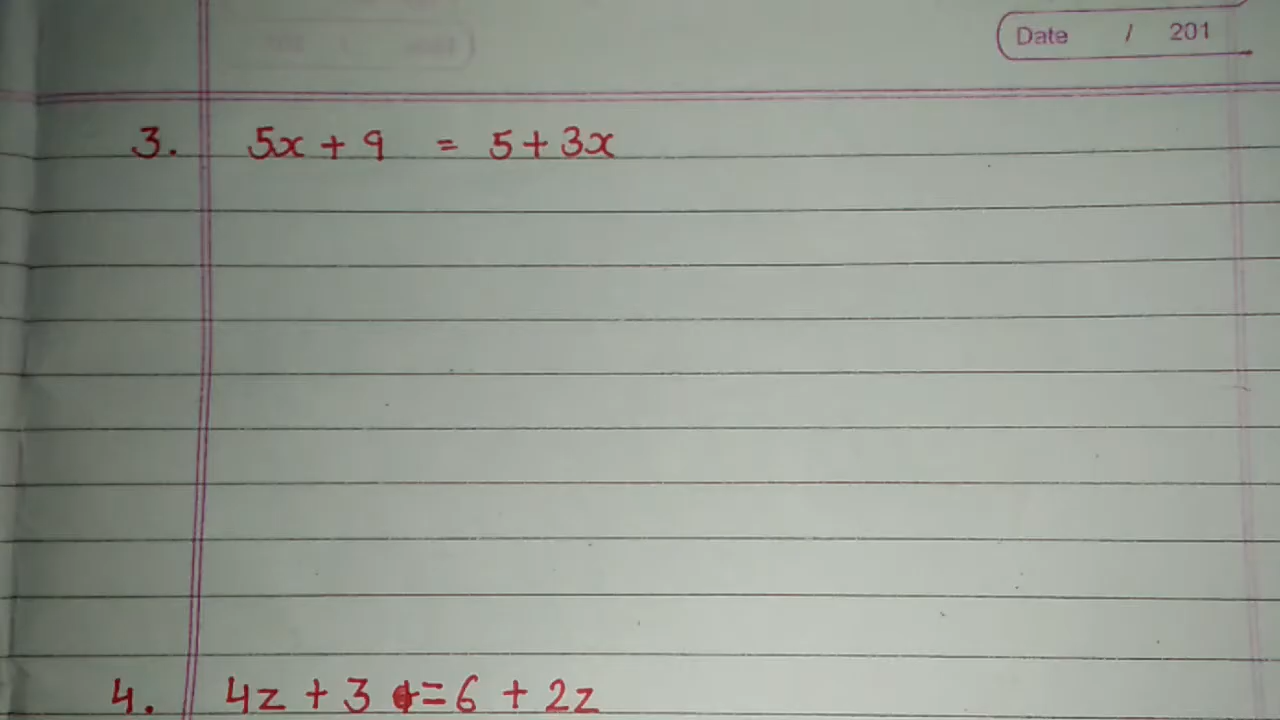 Date / 201
3. 5x + 9 = 5 + 3x
4. 4z + 3 = 6 + 2z